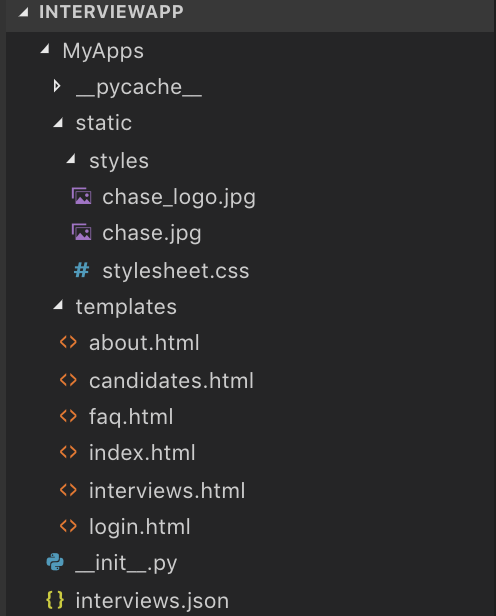 INTERVIEWAPP
MyApps
__pycache__
static
styles
chase_logo.jpg
chase.jpg
# stylesheet.css
templates
<> about.html
<> candidates.html
<> faq.html
<> index.html
<> interviews.html
<> login.html
__init__.py
{} interviews.json